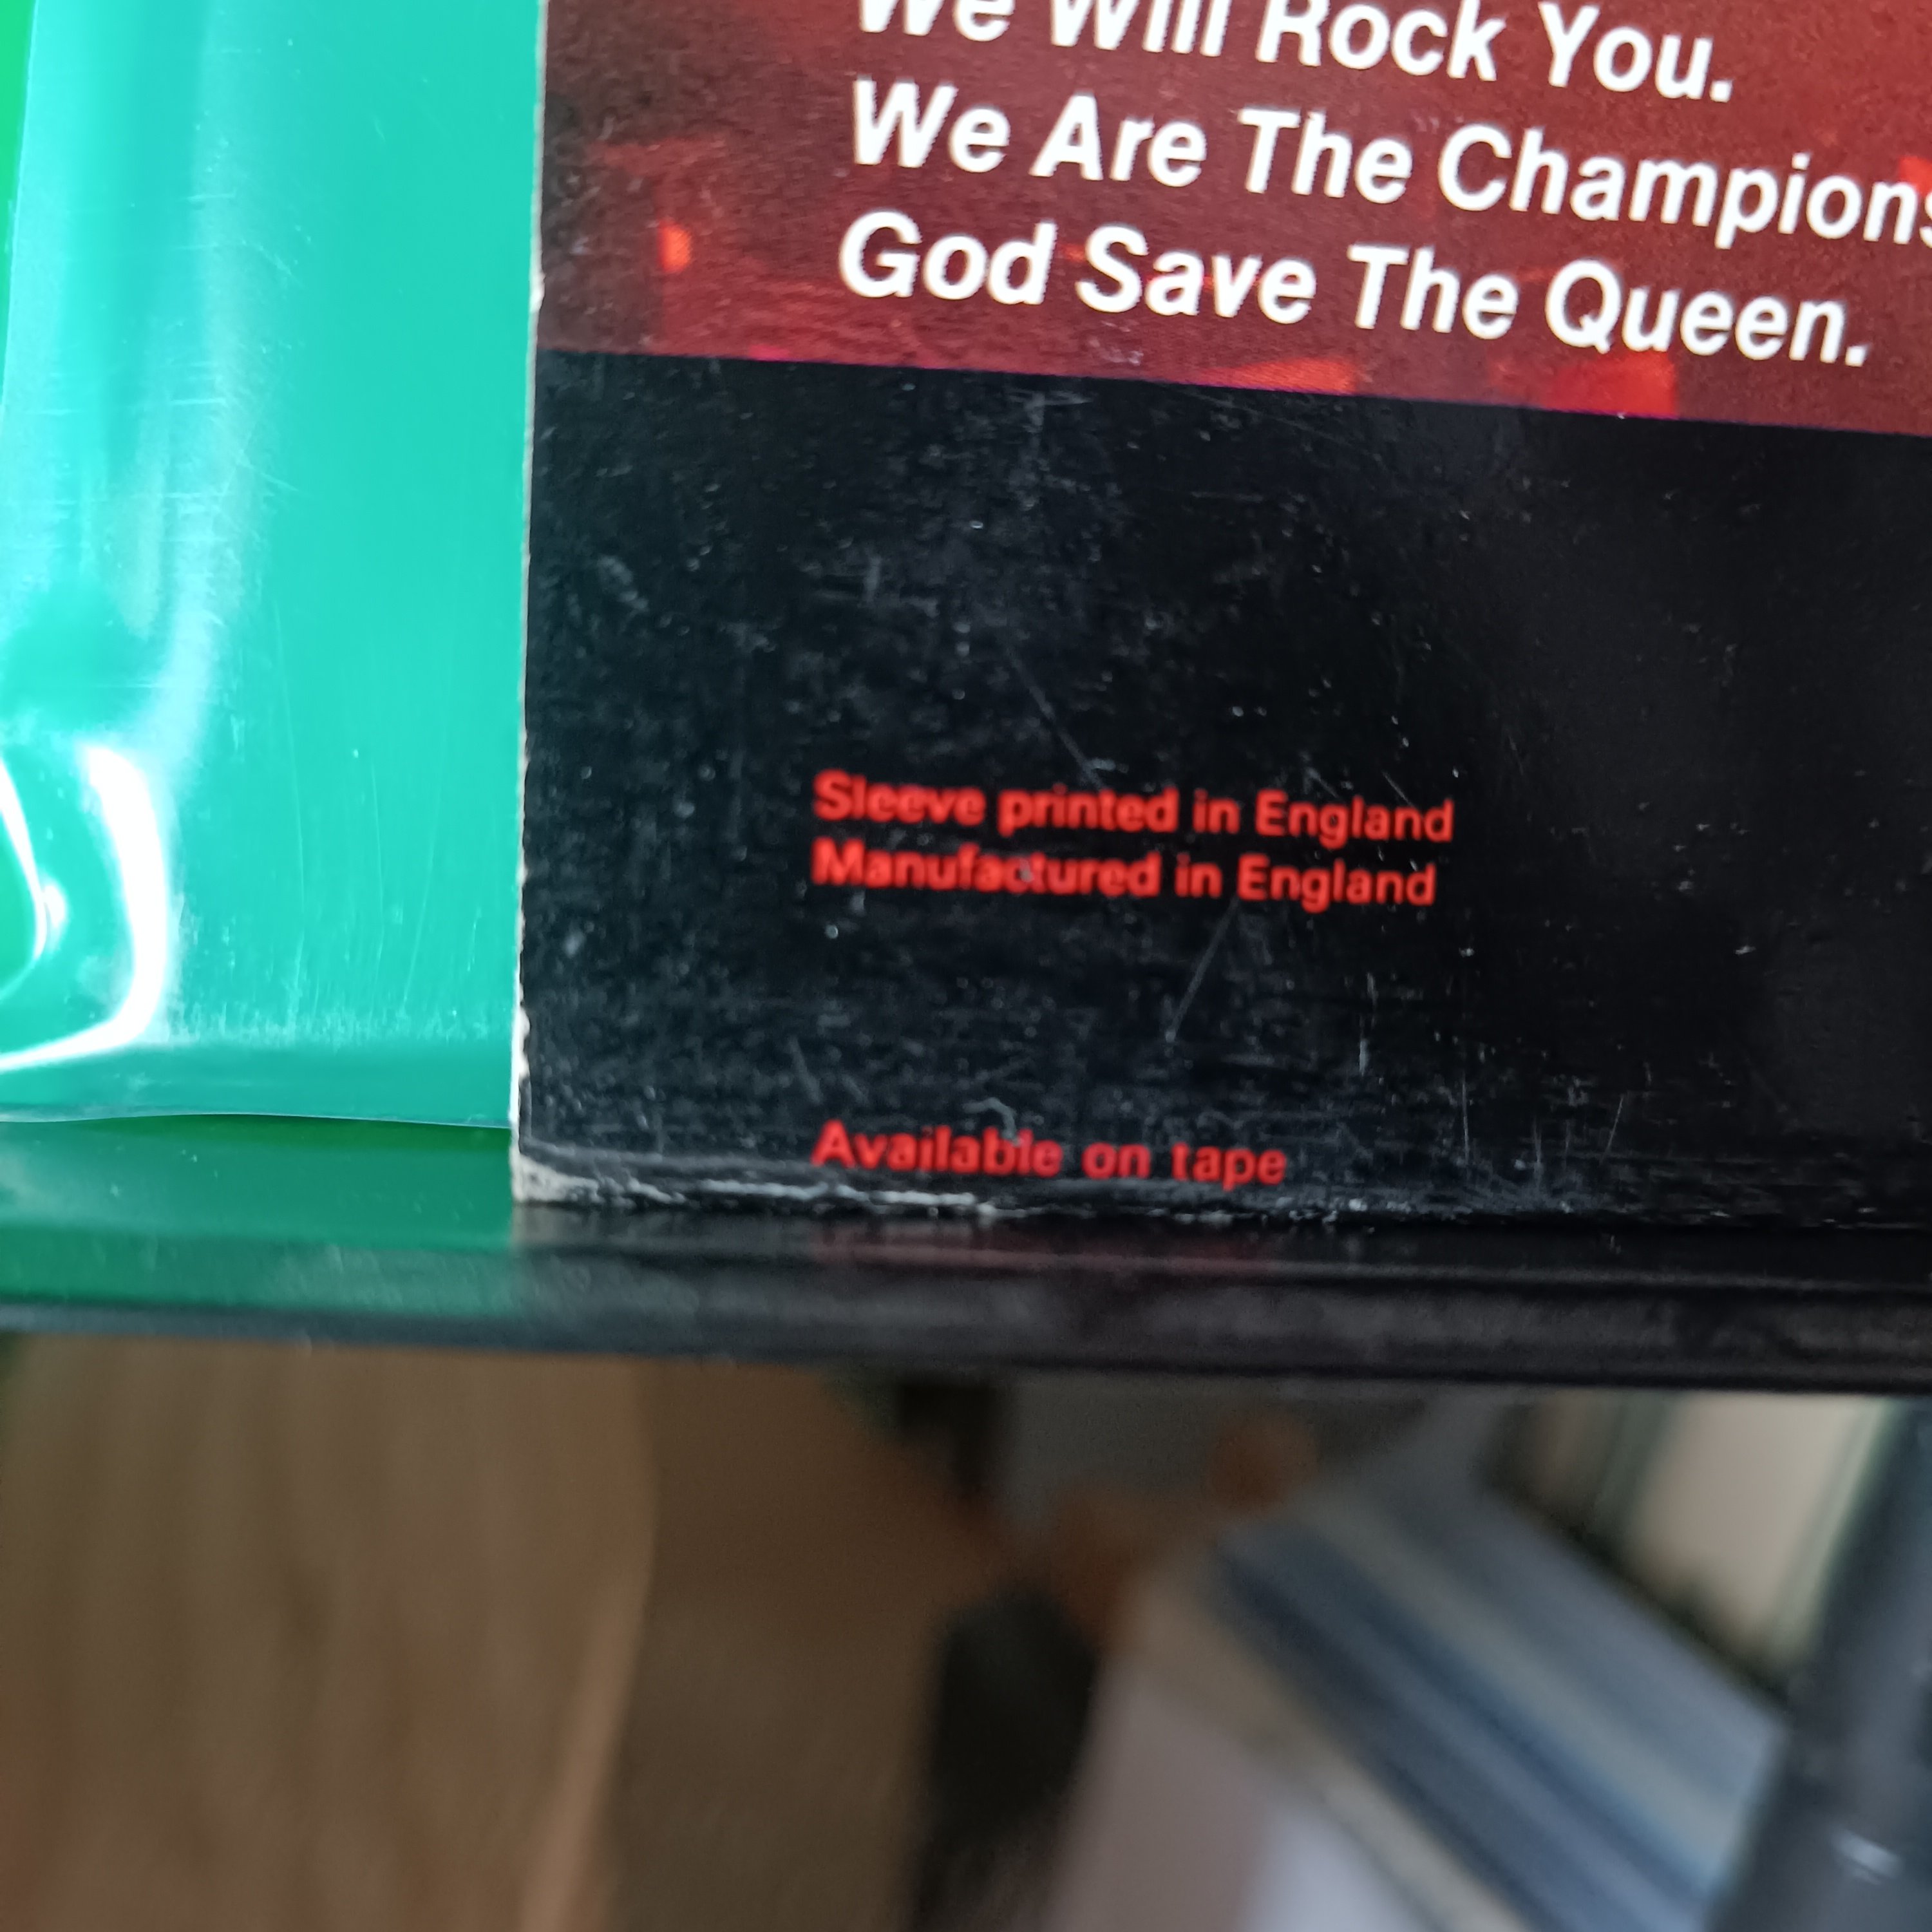 We Will Rock You.
We Are The Champions
God Save The Queen.
Sleeve printed in England
Manufactured in England
Available on tape